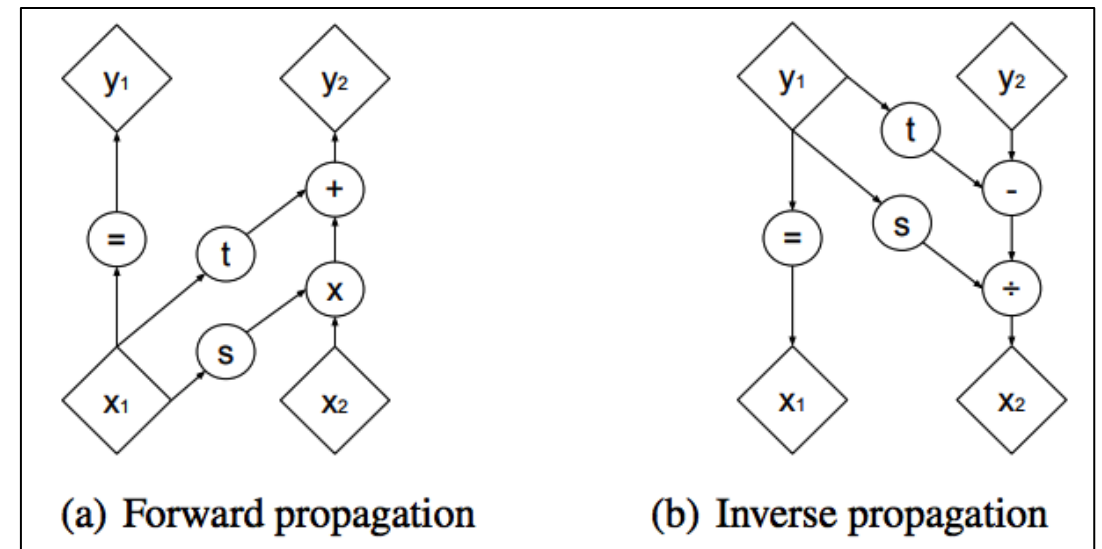 y1 y2 y1 y2
t
+ -
= t = s
x ÷
s
x1 x2 x1 x2
(a) Forward propagation (b) Inverse propagation